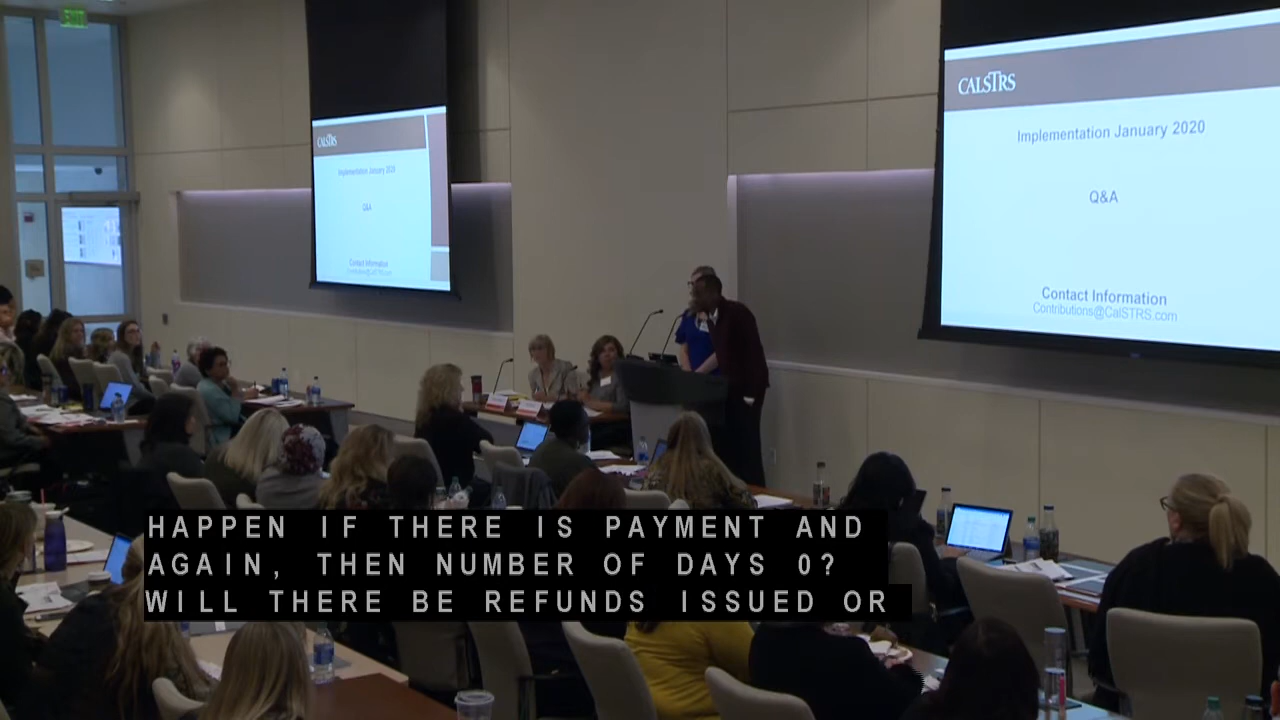 EXIT
CALSTRS
Implementation January 2020
Q&A
Contact Information
CALSTRS
Implementation January 2020
Q&A
Contact Information
Contributions@CalSTRS.com
HAPPEN IF THERE IS PAYMENT AND
AGAIN, THEN NUMBER OF DAYS 0?
WILL THERE BE REFUNDS ISSUED OR